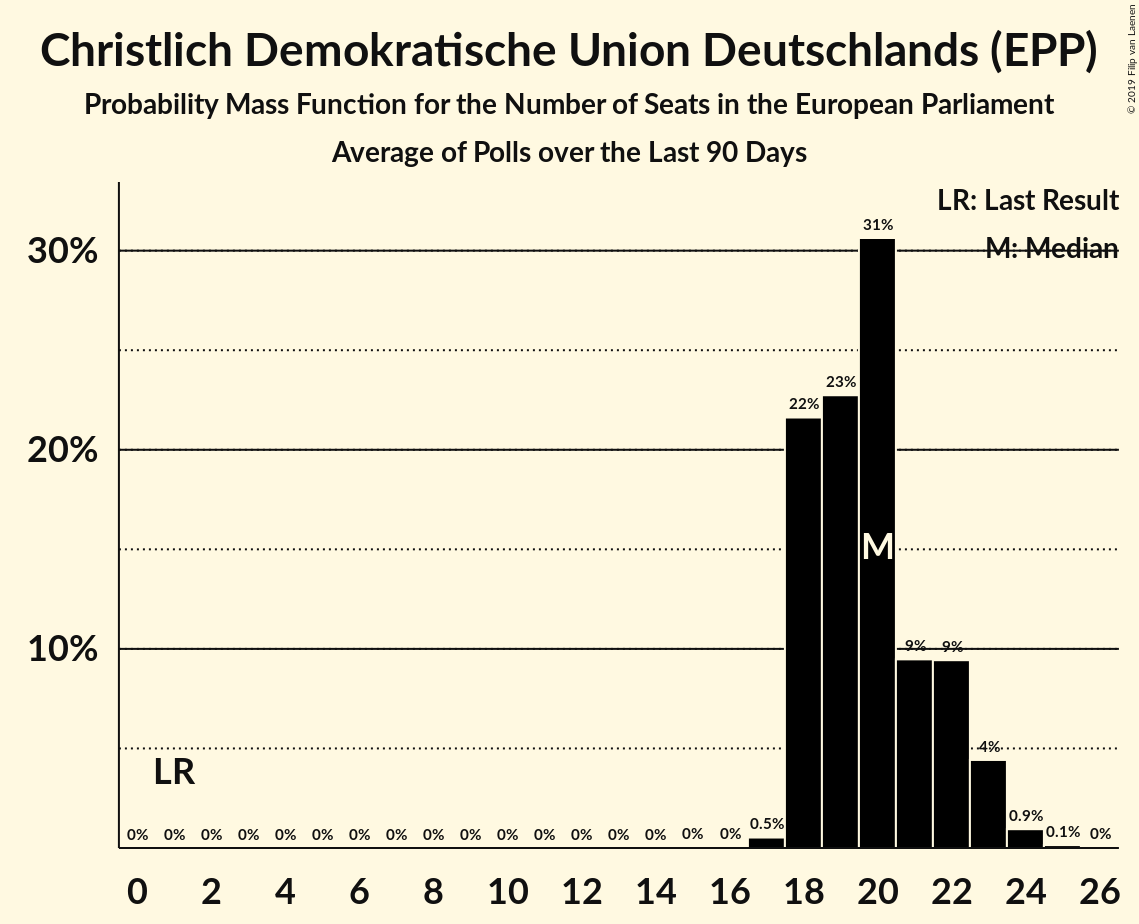 Christlich Demokratische Union Deutschlands (EPP)
Probability Mass Function for the Number of Seats in the European Parliament
Average of Polls over the Last 90 Days
© 2019 Filip van Laenen
LR: Last Result
M: Median
30%
20%
10%
31%
23%
22%
M
9% 9%
4%
LR
0% 0% 0% 0% 0% 0% 0% 0% 0% 0% 0% 0% 0% 0% 0% 0% 0% 0.5% 0.9% 0.1% 0%
0 2 4 6 8 10 12 14 16 18 20 22 24 26